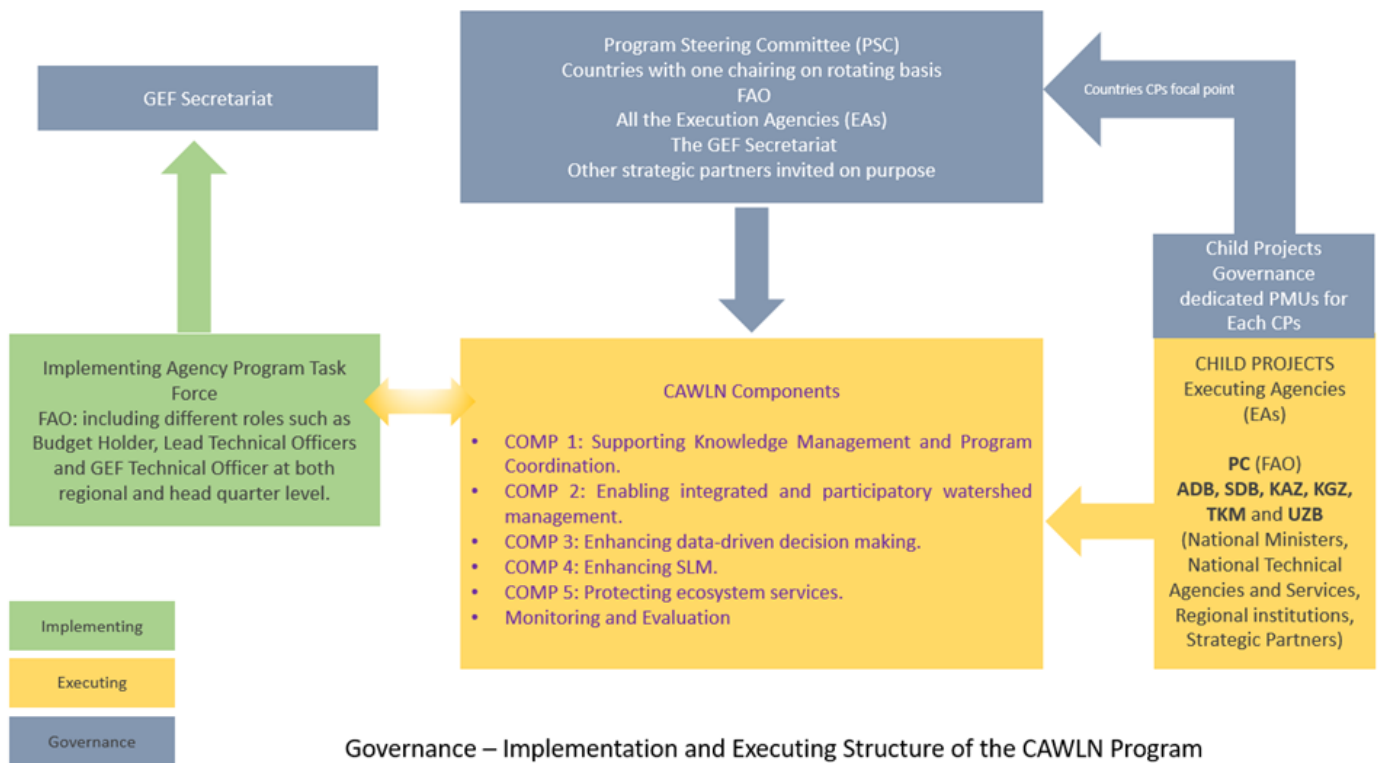 Program Steering Committee (PSC)
Countries with one chairing on rotating basis
FAO
All the Execution Agencies (EAs)
The GEF Secretariat
Other strategic partners invited on purpose
GEF Secretariat
Countries CPs focal point
Child Projects
Governance
dedicated PMUs for
Each CPs
Implementing Agency Program Task
Force
FAO: including different roles such as
Budget Holder, Lead Technical Officers
and GEF Technical Officer at both
regional and head quarter level.
CAWLN Components
• COMP 1: Supporting Knowledge Management and Program
Coordination.
• COMP 2: Enabling integrated and participatory watershed
management.
• COMP 3: Enhancing data-driven decision making.
• COMP 4: Enhancing SLM.
• COMP 5: Protecting ecosystem services.
• Monitoring and Evaluation
CHILD PROJECTS
Executing Agencies
(EAs)
PC (FAO)
ADB, SDB, KAZ, KGZ,
TKM and UZB
(National Ministers,
National Technical
Agencies and Services,
Regional institutions,
Strategic Partners)
Implementing
Executing
Governance
Governance – Implementation and Executing Structure of the CAWLN Program